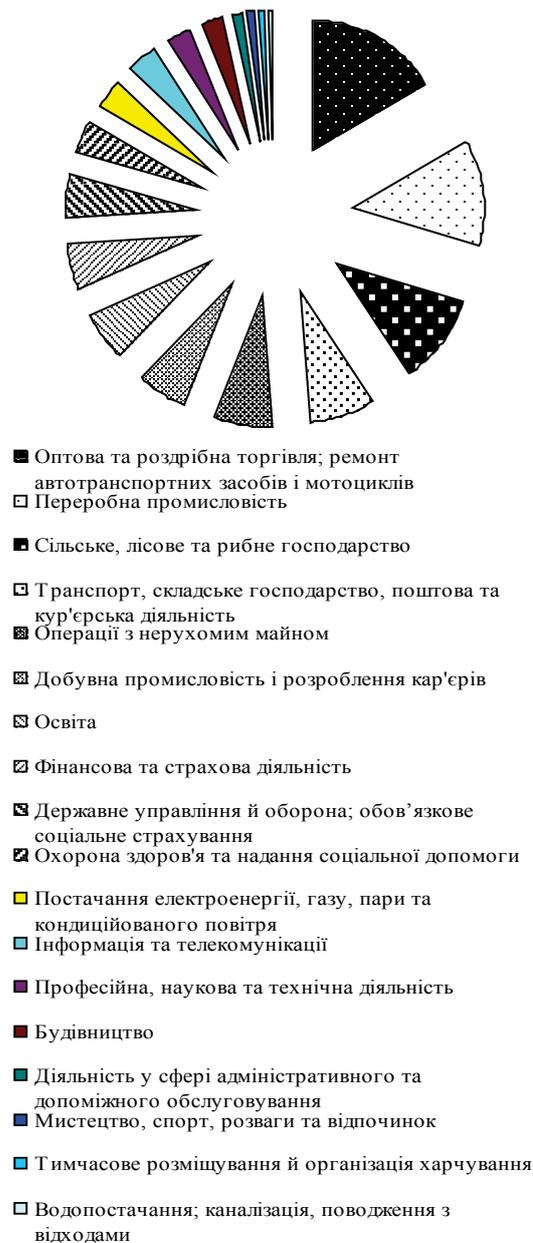 Оптова та роздрібна торгівля; ремонт
автотранспортних засобів і мотоциклів
Переробна промисловість
Сільське, лісове та рибне господарство
Транспорт, складське господарство, поштова та
кур'єрська діяльність
Операції з нерухомим майном
Добувна промисловість і розроблення кар'єрів
Освіта
Фінансова та страхова діяльність
Державне управління й оборона; обов’язкове
соціальне страхування
Охорона здоров'я та надання соціальної допомоги
Постачання електроенергії, газу, пари та
кондиційованого повітря
Інформація та телекомунікації
Професійна, наукова та технічна діяльність
Будівництво
Діяльність у сфері адміністративного та
допоміжного обслуговування
Мистецтво, спорт, розваги та відпочинок
Тимчасове розміщування й організація харчування
Водопостачання; каналізація, поводження з
відходами